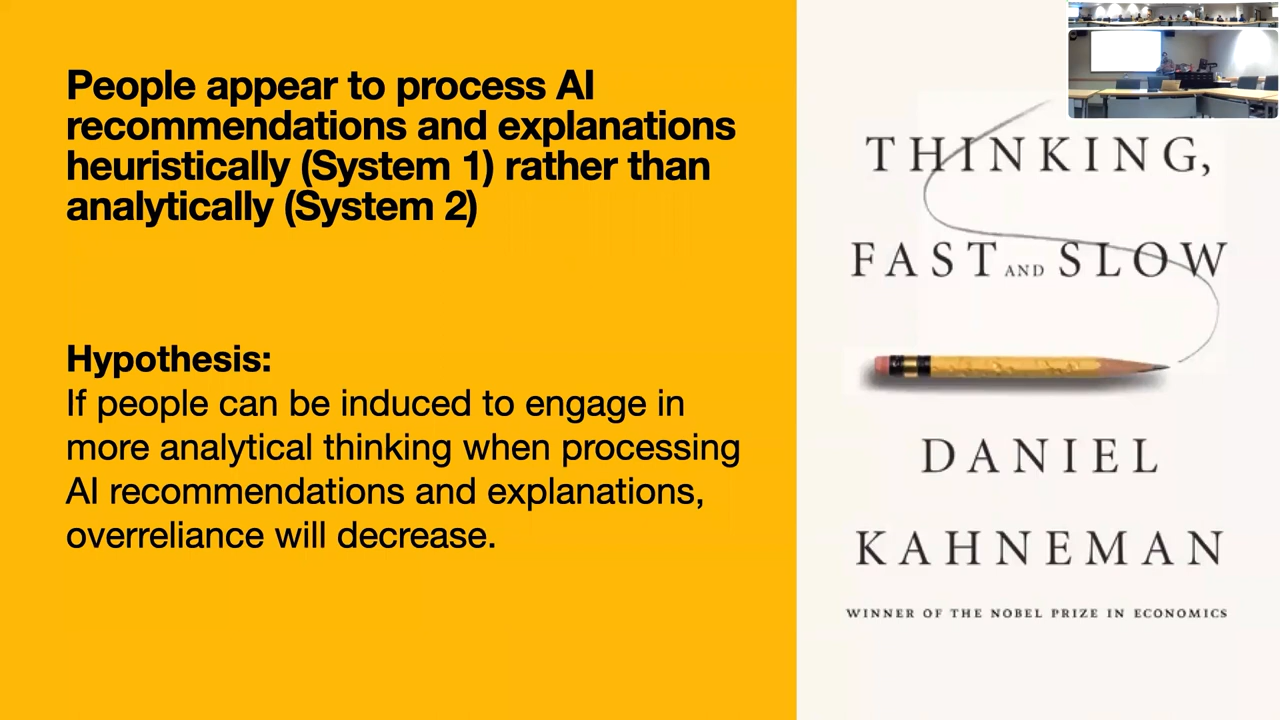 People appear to process AI
recommendations and explanations
heuristically (System 1) rather than
analytically (System 2)
Hypothesis:
If people can be induced to engage in
more analytical thinking when processing
AI recommendations and explanations,
overreliance will decrease.
THINKING,
FAST AND SLOW
DANIEL
KAHNEMAN
WINNER OF THE NOBEL PRIZE IN ECONOMICS